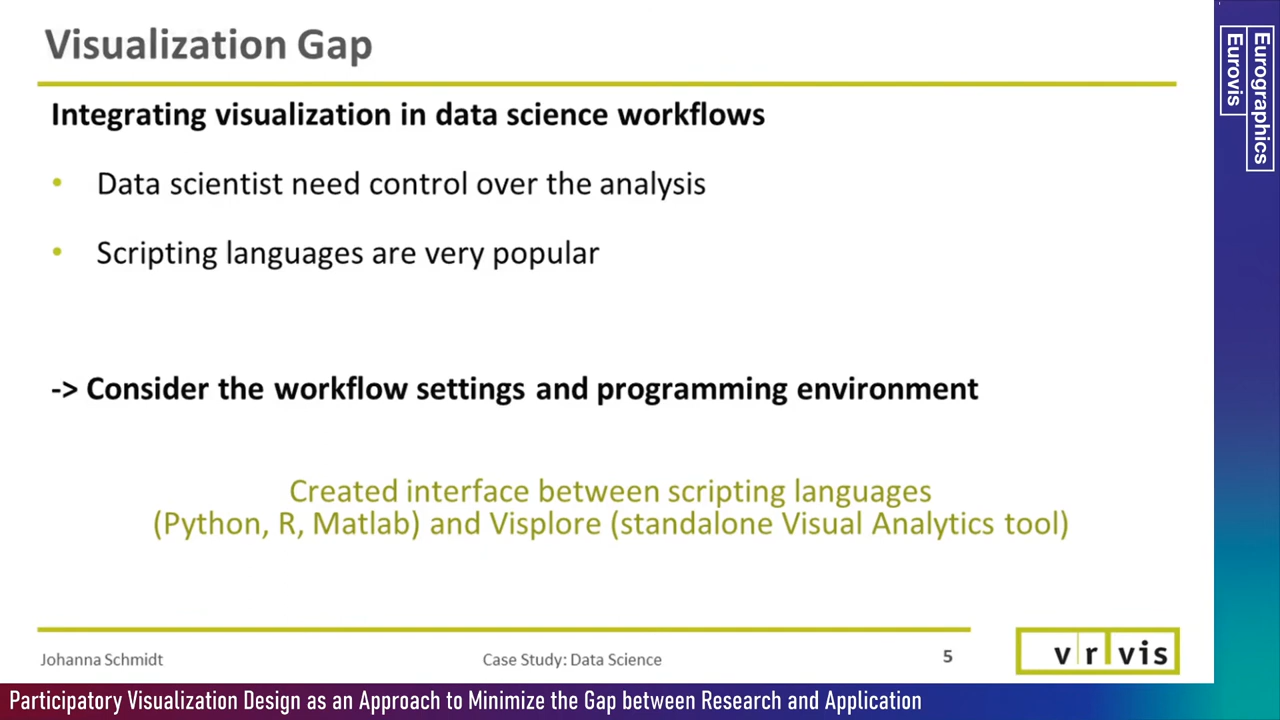 Visualization Gap
Integrating visualization in data science workflows
• Data scientist need control over the analysis
• Scripting languages are very popular
-> Consider the workflow settings and programming environment
Created interface between scripting languages
(Python, R, Matlab) and Visplore (standalone Visual Analytics tool)
Johanna Schmidt
Case Study: Data Science
5
vrvis
Eurographics
Eurovis
Participatory Visualization Design as an Approach to Minimize the Gap between Research and Application